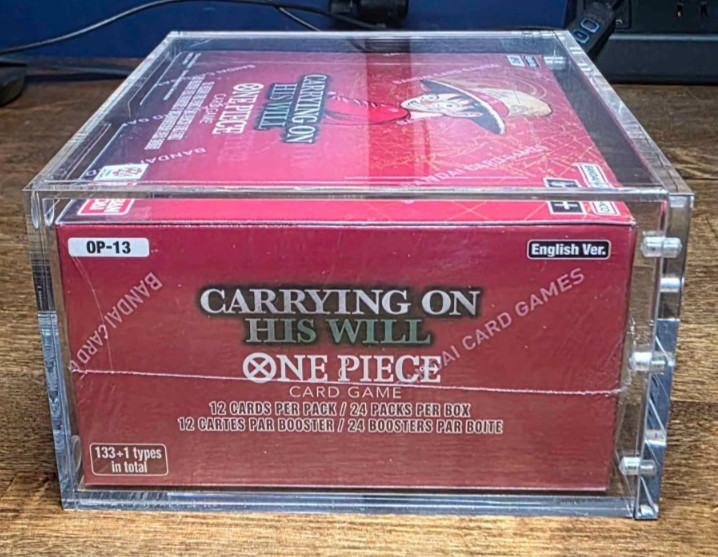 CARRYING ON
HIS WILL
ONE PIECE
CARD GAME
OP-13
English Ver.
BANDAI CARD G
BANDAI CARD GAMES
CARRYING ON
HIS WILL
ONE PIECE
CARD GAME
12 CARDS PER PACK / 24 PACKS PER BOX
12 CARTES PAR BOOSTER / 24 BOOSTERS PAR BOITE
133+1 types
in total